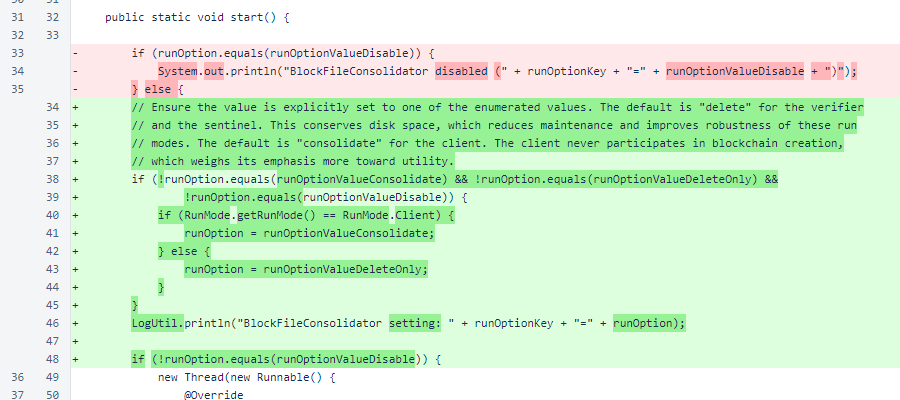 31 32 public static void start() {
32 33
33 - if (runOption.equals(runOptionValueDisable)) {
34 - System.out.println("BlockFileConsolidator disabled (" + runOptionKey + "=" + runOptionValueDisable + ")");
35 - } else {
34 + // Ensure the value is explicitly set to one of the enumerated values. The default is "delete" for the verifier
35 + // and the sentinel. This conserves disk space, which reduces maintenance and improves robustness of these run
36 + // modes. The default is "consolidate" for the client. The client never participates in blockchain creation,
37 + // which weighs its emphasis more toward utility.
38 + if (!runOption.equals(runOptionValueConsolidate) && !runOption.equals(runOptionValueDeleteOnly) &&
39 + !runOption.equals(runOptionValueDisable)) {
40 + if (RunMode.getRunMode() == RunMode.Client) {
41 + runOption = runOptionValueConsolidate;
42 + } else {
43 + runOption = runOptionValueDeleteOnly;
44 + }
45 + }
46 + LogUtil.println("BlockFileConsolidator setting: " + runOptionKey + "=" + runOption);
47 +
48 + if (!runOption.equals(runOptionValueDisable)) {
36 49 new Thread(new Runnable() {
37 50 @Override